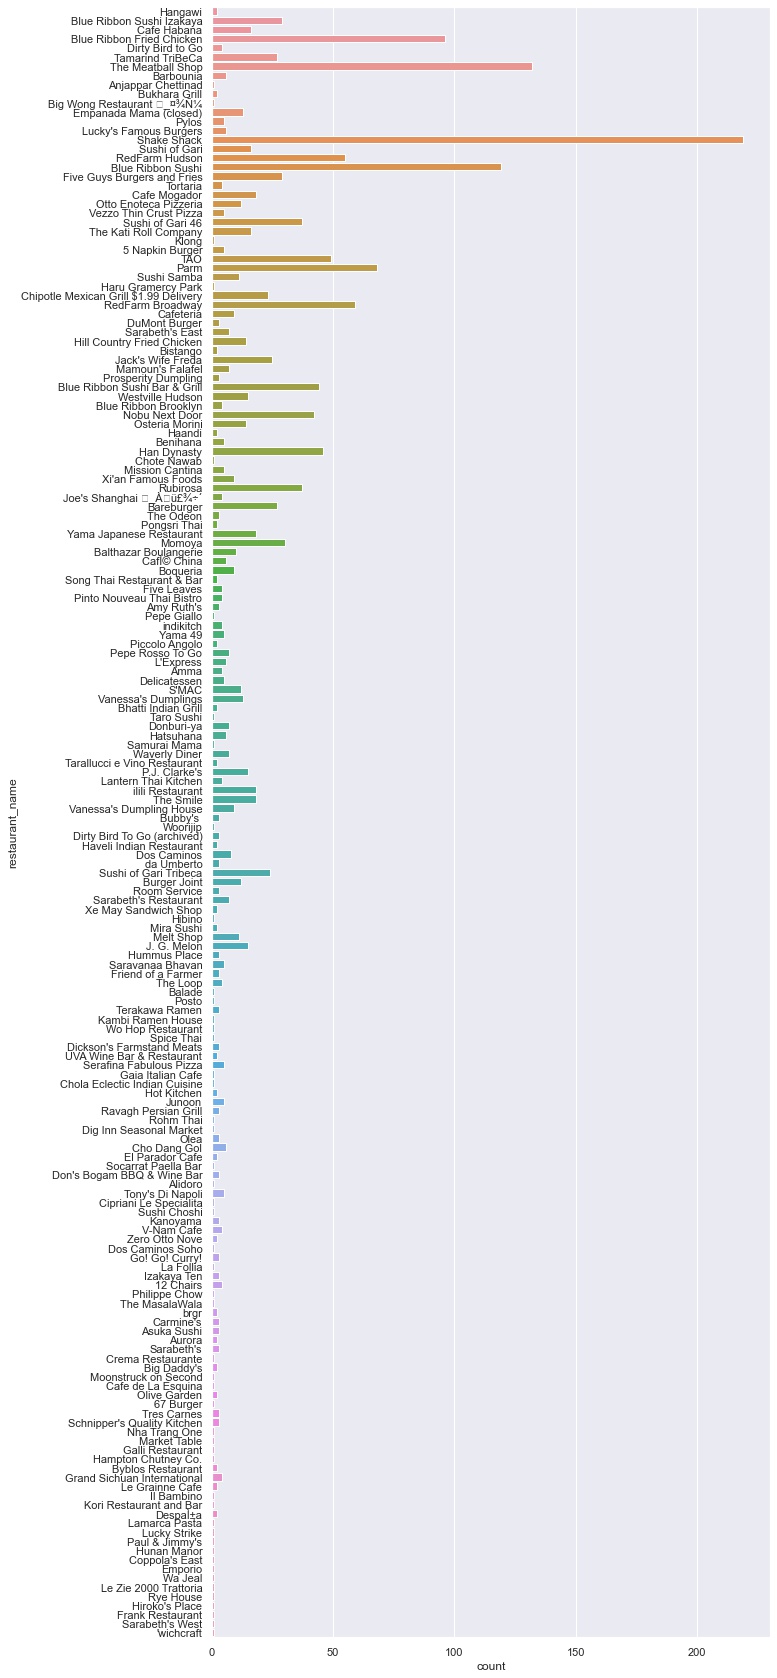 Hangawi
Blue Ribbon Sushi Izakaya
Cafe Habana
Blue Ribbon Fried Chicken
Dirty Bird to Go
Tamarind TriBeCa
The Meatball Shop
Barbounia
Anjappar Chettinad
Bukhara Grill
Big Wong Restaurant □_¤¾Ñ¼
Empanada Mama (closed)
Pylos
Lucky's Famous Burgers
Shake Shack
Sushi of Gari
RedFarm Hudson
Blue Ribbon Sushi
Five Guys Burgers and Fries
Tortaria
Cafe Mogador
Otto Enoteca Pizzeria
Vezzo Thin Crust Pizza
Sushi of Gari 46
The Kati Roll Company
Klong
5 Napkin Burger
TAO
Parm
Sushi Samba
Haru Gramercy Park
Chipotle Mexican Grill $1.99 Delivery
RedFarm Broadway
Cafeteria
DuMont Burger
Sarabeth's East
Hill Country Fried Chicken
Bistango
Jack's Wife Freda
Mamoun's Falafel
Prosperity Dumpling
Blue Ribbon Sushi Bar & Grill
Westville Hudson
Blue Ribbon Brooklyn
Nobu Next Door
Osteria Morini
Haandi
Benihana
Han Dynasty
Chote Nawab
Mission Cantina
Xi'an Famous Foods
Rubirosa
Joe's Shanghai □_À□ü£¾÷´
Bareburger
The Odeon
Pongsri Thai
Yama Japanese Restaurant
Momoya
Balthazar Boulangerie
CafÌ© China
Boqueria
Song Thai Restaurant & Bar
Five Leaves
Pinto Nouveau Thai Bistro
Amy Ruth's
Pepe Giallo
indikitch
Yama 49
Piccolo Angolo
Pepe Rosso To Go
L'Express
Amma
Delicatessen
S'MAC
Vanessa's Dumplings
Bhatti Indian Grill
Taro Sushi
Donburi-ya
Hatsuhana
Samurai Mama
Waverly Diner
Tarallucci e Vino Restaurant
P.J. Clarke's
Lantern Thai Kitchen
ilili Restaurant
The Smile
Vanessa's Dumpling House
Bubby's
Woorijip
Dirty Bird To Go (archived)
Haveli Indian Restaurant
Dos Caminos
da Umberto
Sushi of Gari Tribeca
Burger Joint
Room Service
Sarabeth's Restaurant
Xe May Sandwich Shop
Hibino
Mira Sushi
Melt Shop
J. G. Melon
Hummus Place
Saravanaa Bhavan
Friend of a Farmer
The Loop
Balade
Posto
Terakawa Ramen
Kambi Ramen House
Wo Hop Restaurant
Spice Thai
Dickson's Farmstand Meats
UVA Wine Bar & Restaurant
Serafina Fabulous Pizza
Gaia Italian Cafe
Chola Eclectic Indian Cuisine
Hot Kitchen
Junoon
Ravagh Persian Grill
Rohm Thai
Dig Inn Seasonal Market
Olea
Cho Dang Gol
El Parador Cafe
Socarrat Paella Bar
Don's Bogam BBQ & Wine Bar
Alidoro
Tony's Di Napoli
Cipriani Le Specialita
Sushi Choshi
Kanoyama
V-Nam Cafe
Zero Otto Nove
Dos Caminos Soho
Go! Go! Curry!
La Follia
Izakaya Ten
12 Chairs
Philippe Chow
The MasalaWala
brgr
Carmine's
Asuka Sushi
Aurora
Sarabeth's
Crema Restaurante
Big Daddy's
Moonstruck on Second
Cafe de La Esquina
Olive Garden
67 Burger
Tres Carnes
Schnipper's Quality Kitchen
Nha Trang One
Market Table
Galli Restaurant
Hampton Chutney Co.
Byblos Restaurant
Grand Sichuan International
Le Grainne Cafe
Il Bambino
Kori Restaurant and Bar
DespaÌ±a
Lamarca Pasta
Lucky Strike
Paul & Jimmy's
Hunan Manor
Coppola's East
Emporio
Wa Jeal
Le Zie 2000 Trattoria
Rye House
Hiroko's Place
Frank Restaurant
Sarabeth's West
'wichcraft
restaurant_name
0 50 100 150 200
count